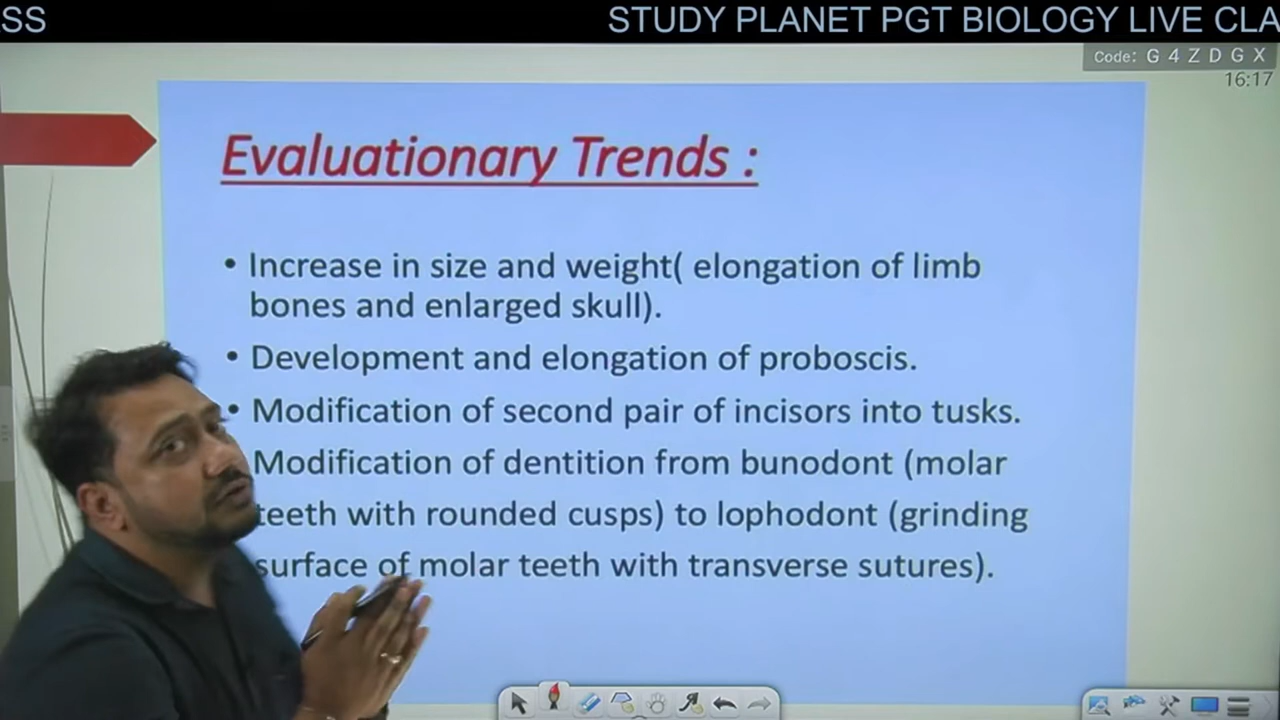 ASS STUDY PLANET PGT BIOLOGY LIVE CLA
Code: G 4 Z D G X
16:17
Evaluationary Trends :
• Increase in size and weight( elongation of limb
bones and enlarged skull).
• Development and elongation of proboscis.
• Modification of second pair of incisors into tusks.
Modification of dentition from bunodont (molar
teeth with rounded cusps) to lophodont (grinding
surface of molar teeth with transverse sutures).